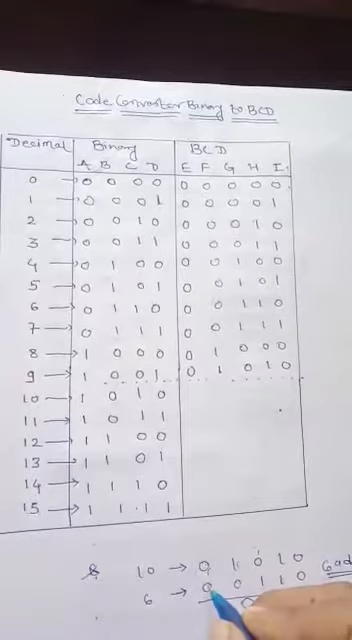 Code Convertor Binary to BCD
Decimal Binary BCD
A B C D E F G H I
0 → 0 0 0 0 0 0 0 0 0
1 → 0 0 0 1 0 0 0 0 1
2 → 0 0 1 0 0 0 0 1 0
3 → 0 0 1 1 0 0 0 1 1
4 → 0 1 0 0 0 0 1 0 0
5 → 0 1 0 1 0 0 1 0 1
6 → 0 1 1 0 0 0 1 1 0
7 → 0 1 1 1 0 0 1 1 1
8 → 1 0 0 0 0 1 0 0 0
9 → 1 0 0 1 0 1 0 1 0
10 → 1 0 1 0
11 → 1 0 1 1
12 → 1 1 0 0
13 → 1 1 0 1
14 → 1 1 1 0
15 → 1 1 1 1
10 → 0 1 0 1 0
6 → 0 0 1 1 0
0